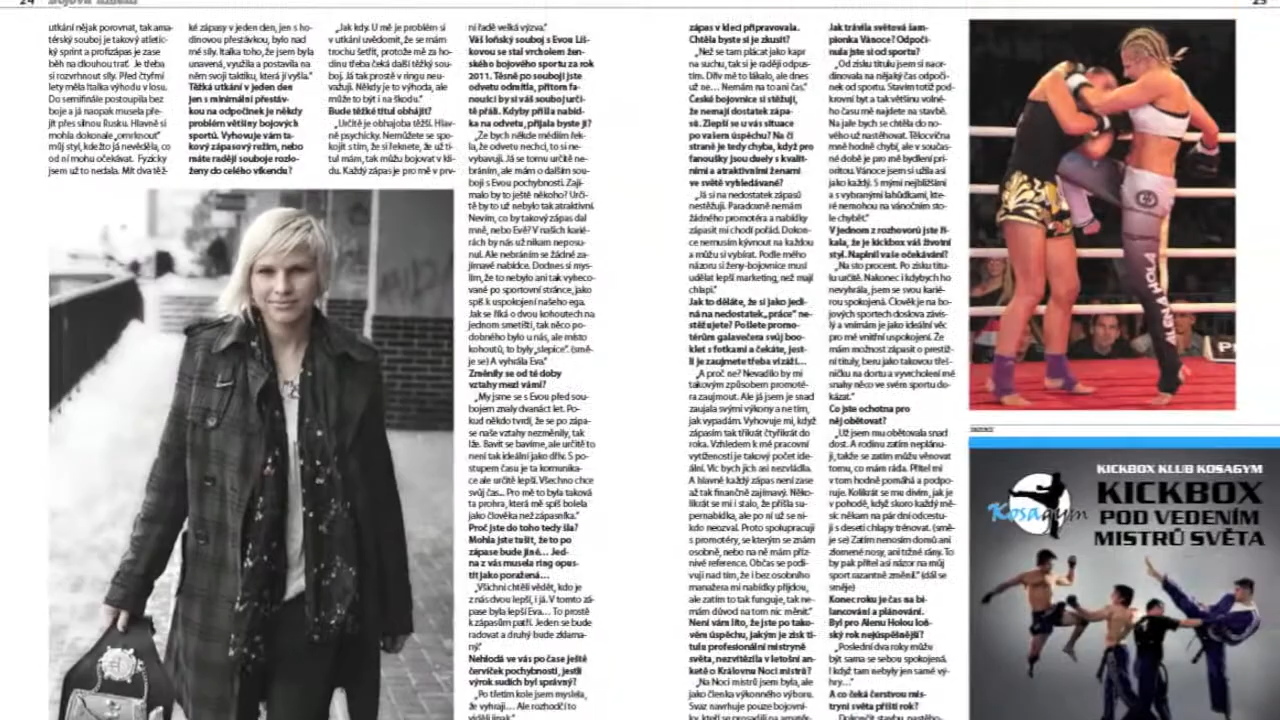 24
Bojová
25
utkání nějak porovnat, tak ama-
térský souboj je takový atletic-
ký sprint a profizápas je zase
běh na dlouhou trať. Je třeba
si rozvrhnout síly. Před čtyřmi
lety měla Italka výhodu v losu.
Do semifinále postoupila bez
boje a já naopak musela pře-
jít přes silnou Rusku. Hlavně si
mohla dokonale „omrknout“
můj styl, kdežto já nevěděla, co
od ní mohu očekávat. Fyzicky
jsem už to nedala. Mít dva těž-
ké zápasy v jeden den, jen s ho-
dinovou přestávkou, bylo nad
mé síly. Italka toho, že jsem byla
unavená, využila a postavila na
něm svoji taktiku, která jí vyšla.“
Těžká utkání v jeden den
jen s minimální přestáv-
kou na odpočinek je někdy
problém většiny bojových
sportů. Vyhovuje vám ta-
kový zápasový režim, nebo
máte raději souboje rozlo-
ženy do celého víkendu?
„Jak kdy. U mě je problém si
v utkání uvědomit, že se mám
trochu šetřit, protože mě za ho-
dinu třeba čeká další těžký sou-
boj. Já tak prostě v ringu neu-
važuji. Někdy je to výhoda, ale
může to být i na škodu.“
Bude těžké titul obhájit?
„Určitě je obhajoba těžší. Hlav-
ně psychicky. Nemůžete se spo-
kojit s tím, že si řeknete, že už ti-
tul mám, tak můžu bojovat v kli-
du. Každý zápas je pro mě v prv-
ní řadě velká výzva.“
Váš loňský souboj s Evou Liš-
kovou se stal vrcholem žen-
ského bojového sportu za rok
2011. Těsně po souboji jste
odvetu odmítla, přitom fa-
noušci by si váš souboj urči-
tě přáli. Kdyby přišla nabíd-
ka na odvetu, přijala byste ji?
„Že bych někde médiím řek-
la, že odvetu nechci, to si ne-
vybavuji. Já se tomu určitě ne-
bráním, ale mám o dalším sou-
boji s Evou pochybnosti. Zají-
malo by to ještě někoho? Urči-
tě by to už nebylo tak atraktivní.
Nevím, co by takový zápas dal
mně, nebo Evě? V našich karié-
rách by nás už nikam neposu-
nul. Ale nebráním se žádné za-
jímavé nabídce. Dodnes si mys-
lím, že to nebylo ani tak vyheco-
vané po sportovní stránce, jako
spíš k uspokojení našeho ega.
Jak se říká o dvou kohoutech na
jednom smetišti, tak něco po-
dobného bylo u nás, ale místo
kohoutů, to byly „slepice“. (smě-
je se) A vyhrála Eva.“
Změnily se od té doby
vztahy mezi vámi?
„My jsme se s Evou před sou-
bojem znaly dvanáct let. Po-
kud někdo tvrdí, že se po zápa-
se naše vztahy nezměnily, tak
lže. Bavit se bavíme, ale určitě to
není tak ideální jako dřív. S po-
stupem času je ta komunika-
ce ale určitě lepší. Všechno chce
svůj čas... Pro mě to byla taková
ta prohra, která mě spíš bolela
jako člověka než zápasníka.“
Proč jste do toho tedy šla?
Mohla jste tušit, že to po
zápase bude jiné... Jed-
na z vás musela ring opus-
tit jako poražená...
„Všichni chtěli vědět, kdo je
z nás dvou lepší, i já. V tomto zá-
pase byla lepší Eva... To prostě
k zápasům patří. Jeden se bude
radovat a druhý bude zklama-
ný.“
Nehlodá ve vás po čase ještě
červíček pochybností, jestli
výrok sudích byl správný?
„Po třetím kole jsem myslela,
že vyhraji... Ale rozhodčí to
viděli jinak.“
zápas v kleci připravovala.
Chtěla byste si je zkusit?
„Než se tam plácat jako kapr
na suchu, tak si je raději odpus-
tím. Dřív mě to lákalo, ale dnes
už ne... Nemám na to ani čas.“
České bojovnice si stěžují,
že nemají dostatek zápa-
sů. Zlepší se u vás situace
po vašem úspěchu? Na čí
straně je tedy chyba, když pro
fanoušky jsou duely s kvalit-
ními a atraktivními ženami
ve světě vyhledávané?
„Já si na nedostatek zápasů
nestěžuji. Paradoxně nemám
žádného promotéra a nabídky
zápasit mi chodí pořád. Dokon-
ce nemusím kývnout na každou
a můžu si vybírat. Podle mého
názoru si ženy-bojovnice musí
udělat lepší marketing, než mají
chlapi.“
Jak to děláte, že si jako jedi-
ná na nedostatek „práce“ ne-
stěžujete? Pošlete promo-
térům galavečera svůj boo-
klet s fotkami a čekáte, jest-
li je zaujmete třeba vizáží...
„A proč ne? Nevadilo by mi
takovým způsobem promoté-
ra zaujmout. Ale já jsem je snad
zaujala svými výkony a ne tím,
jak vypadám. Vyhovuje mi, když
zápasím tak třikrát čtyřikrát do
roka. Vzhledem k mé pracovní
vytíženosti je takový počet ide-
ální. Víc bych jich asi nezvládla.
A hlavně každý zápas není zase
až tak finančně zajímavý. Něko-
likrát se mi i stalo, že přišla su-
pernabídka, ale po ní už se ni-
kdo neozval. Proto spolupracuji
s promotéry, se kterým se znám
osobně, nebo na ně mám příz-
nivé reference. Občas se podi-
vuji nad tím, že i bez osobního
manažera mi nabídky přijdou,
ale zatím to tak funguje, tak ne-
mám důvod na tom nic měnit.“
Není vám líto, že jste po tako-
vém úspěchu, jakým je zisk ti-
tulu profesionální mistryně
světa, nezvítězila v letošní an-
ketě o Královnu Noci mistrů?
„Na Noci mistrů jsem byla, ale
jako členka výkonného výboru.
Svaz navrhuje pouze bojovní-
ky, kteří se prosadili na amatér-
Jak trávila světová šam-
pionka Vánoce? Odpoči-
nula jste si od sportu?
„Od zisku titulu jsem si naor-
dinovala na nějaký čas odpoči-
nek od sportu. Stavím totiž pod-
krovní byt a tak většinu volné-
ho času mě najdete na stavbě.
Na jaře bych se chtěla do no-
vého už nastěhovat. Tělocvična
mně hodně chybí, ale v součas-
né době je pro mě bydlení pri-
oritou. Vánoce jsem si užila asi
jako každý. S mými nejbližšími
a s vybranými lahůdkami, kte-
ré nemohou na vánočním sto-
le chybět.“
V jednom z rozhovorů jste ří-
kala, že je kickbox váš životní
styl. Naplnil vaše očekávání?
„Na sto procent. Po zisku titu-
lu určitě. Nakonec i kdybych ho
nevyhrála, jsem se svou karié-
rou spokojená. Člověk je na bo-
jových sportech doslova závis-
lý a vnímám je jako ideální věc
pro mé vnitřní uspokojení. Že
mám možnost zápasit o prestiž-
ní tituly, beru jako takovou třeš-
ničku na dortu a vyvrcholení mé
snahy něco ve svém sportu do-
kázat.“
Co jste ochotna pro
něj obětovat?
„Už jsem mu obětovala snad
dost. A rodinu zatím neplánu-
ji, takže se zatím můžu věnovat
tomu, co mám ráda. Přítel mi
v tom hodně pomáhá a podpo-
ruje. Kolikrát se mu divím, jak je
v pohodě, když skoro každý mě-
síc někam na pár dní odcestu-
ji s deseti chlapy trénovat. (smě-
je se) Zatím nenosím domů ani
zlomené nosy, ani tržné rány. To
by pak přítel asi názor na můj
sport razantně změnil.“ (dál se
směje)
Konec roku je čas na bi-
lancování a plánování.
Byl pro Alenu Holou loň-
ský rok nejúspěšnější?
„Poslední dva roky můžu
být sama se sebou spokojená.
I když tam nebyly jen samé vý-
hry...“
A co čeká čerstvou mis-
tryni světa příští rok?
„Dokončit stavbu, nastěho-
ALENA HOLÁ
INZERCE
KICKBOX KLUB KOSAGYM
Kosagym
KICKBOX
POD VEDENÍM
MISTRŮ SVĚTA